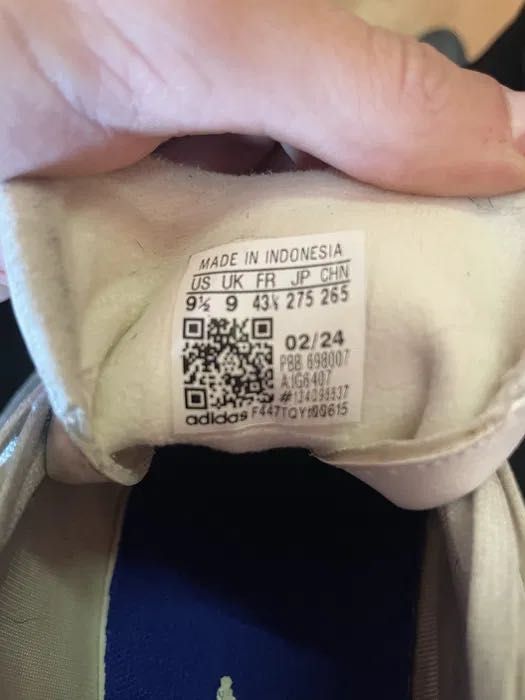 MADE IN INDONESIA
US UK FR JP CHN
9½ 9 43⅓ 275 265
02/24
PBB 698007
A:IG6407
adidas